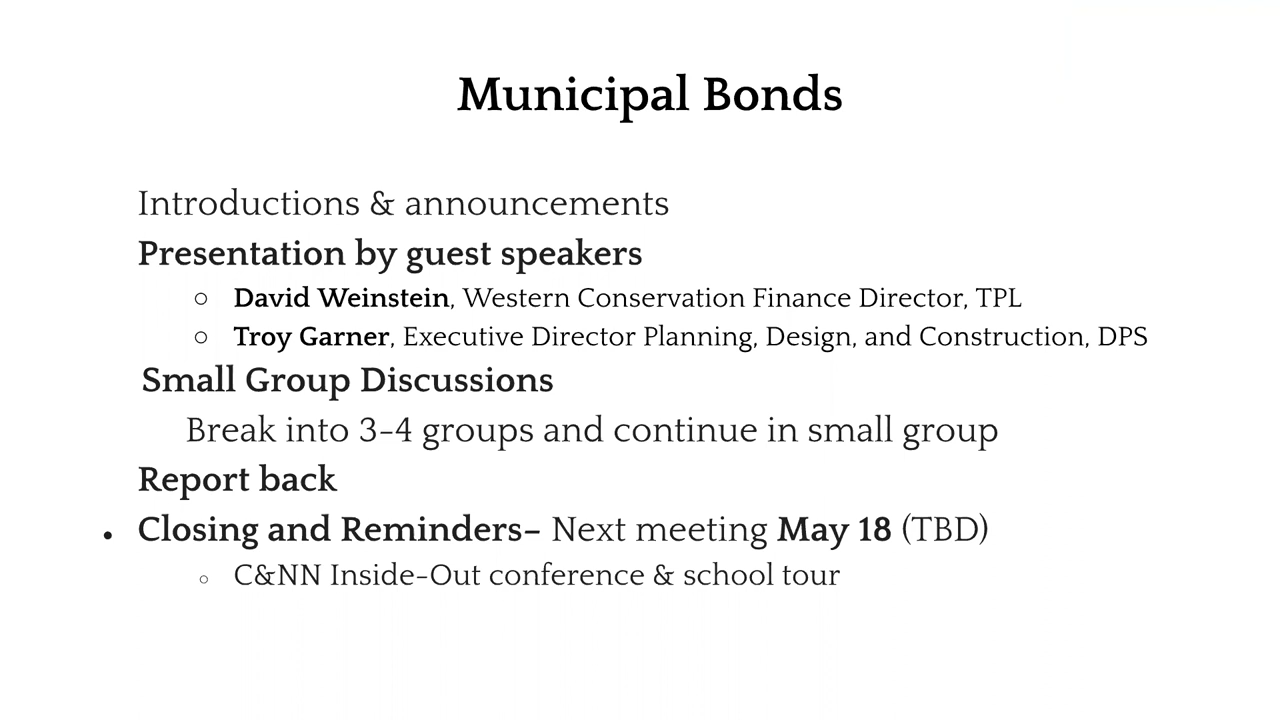 Municipal Bonds
Introductions & announcements
Presentation by guest speakers
○ David Weinstein, Western Conservation Finance Director, TPL
○ Troy Garner, Executive Director Planning, Design, and Construction, DPS
Small Group Discussions
Break into 3-4 groups and continue in small group
Report back
• Closing and Reminders– Next meeting May 18 (TBD)
○ C&NN Inside-Out conference & school tour